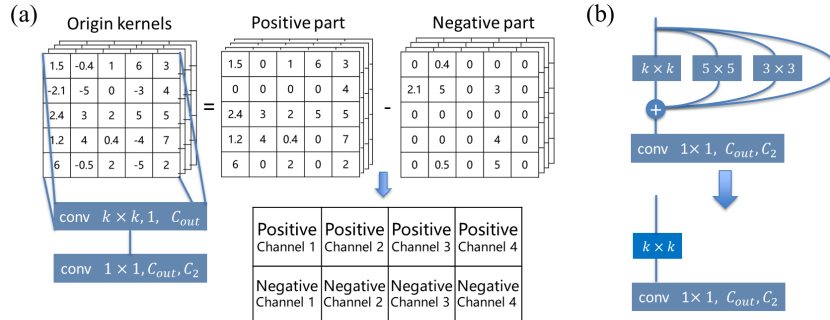 (a)
Origin kernels
Positive part
Negative part
1.5 -0.4 1 6 3
-2.1 -5 0 -3 4
2.4 3 2 5 5
1.2 4 0.4 -4 7
6 -0.5 2 -5 2
=
1.5 0 1 6 3
0 0 0 0 4
2.4 3 2 5 5
1.2 4 0.4 0 7
6 0 2 0 2
-
0 0.4 0 0 0
2.1 5 0 3 0
0 0 0 0 0
0 0 0 4 0
0 0.5 0 5 0
conv k × k, 1, C_out
conv 1 × 1, C_out, C_2
Positive Channel 1
Positive Channel 2
Positive Channel 3
Positive Channel 4
Negative Channel 1
Negative Channel 2
Negative Channel 3
Negative Channel 4
(b)
k × k
5 × 5
3 × 3
+
conv 1 × 1, C_out, C_2
k × k
conv 1 × 1, C_out, C_2